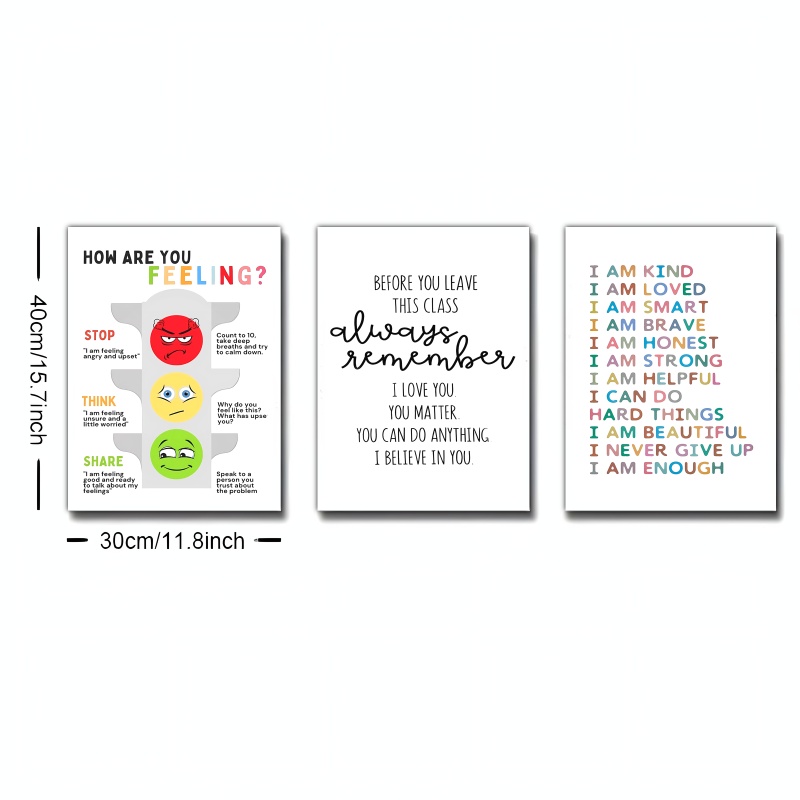 40cm/15.7inch
30cm/11.8inch
HOW ARE YOU
FEELING?
STOP
"I am feeling
angry and upset"
Count to 10,
take deep
breaths and try
to calm down.
THINK
"I am feeling
unsure and a
little worried"
Why do you
feel like this?
What has upse
you?
SHARE
"I am feeling
good and ready
to talk about my
feelings"
Speak to a
person you
trust about
the problem
BEFORE YOU LEAVE
THIS CLASS
always
remember
I LOVE YOU.
YOU MATTER.
YOU CAN DO ANYTHING
I BELIEVE IN YOU.
I AM KIND
I AM LOVED
I AM SMART
I AM BRAVE
I AM HONEST
I AM STRONG
I AM HELPFUL
I CAN DO
HARD THINGS
I AM BEAUTIFUL
I NEVER GIVE UP
I AM ENOUGH